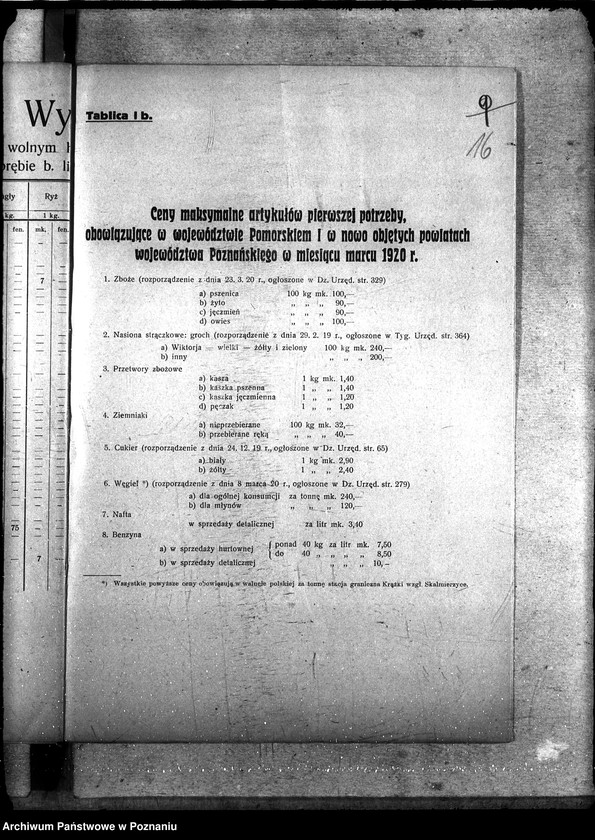 Wy
wolnym
rębie b. li
gły Ryż
kg. 1 kg.
fen. mk. fen.
7
75
7
Tablica I b.
9
16
Ceny maksymalne artykułów pierwszej potrzeby,
obowiązujące w województwie Pomorskiem i w nowo objętych powiatach
województwa Poznańskiego w miesiącu marcu 1920 r.
1. Zboże (rozporządzenie z dnia 23. 3. 20 r., ogłoszone w Dz. Urzęd. str. 329)
a) pszenica 100 kg mk. 100,—
b) żyto „ „ „ 90,—
c) jęczmień „ „ „ 90,—
d) owies „ „ „ 100,—
2. Nasiona strączkowe: groch (rozporządzenie z dnia 29. 2. 19 r., ogłoszone w Tyg. Urzęd. str. 364)
a) Wiktorja — wielki — żółty i zielony 100 kg mk. 240,—
b) inny „ „ „ 200,—
3. Przetwory zbożowe
a) kasza 1 kg mk. 1,40
b) kaszka pszenna 1 „ „ 1,40
c) kaszka jęczmienna 1 „ „ 1,20
d) pęczak 1 „ „ 1,20
4. Ziemniaki
a) nieprzebierane 100 kg mk. 32,—
b) przebierane ręką „ „ „ 40,—
5. Cukier (rozporządzenie z dnia 24. 12. 19 r., ogłoszone w Dz. Urzęd. str. 65)
a) biały 1 kg mk. 2,90
b) żółty 1 „ „ 2,40
6. Węgiel *) (rozporządzenie z dnia 8 marca 20 r., ogłoszone w Dz. Urzęd. str. 279)
a) dla ogólnej konsumcji za tonnę mk. 240,—
b) dla młynów „ „ „ 120,—
7. Nafta
w sprzedaży detalicznej za litr mk. 3,40
8. Benzyna
a) w sprzedaży hurtownej { ponad 40 kg za litr mk. 7,50
do 40 „ „ „ „ 8,50
b) w sprzedaży detalicznej „ „ „ 10,—
*) Wszystkie powyższe ceny obowiązują w walucie polskiej za tonnę stacja graniczna Krążki wzgl. Skalmierzyce.
Archiwum Państwowe w Poznaniu